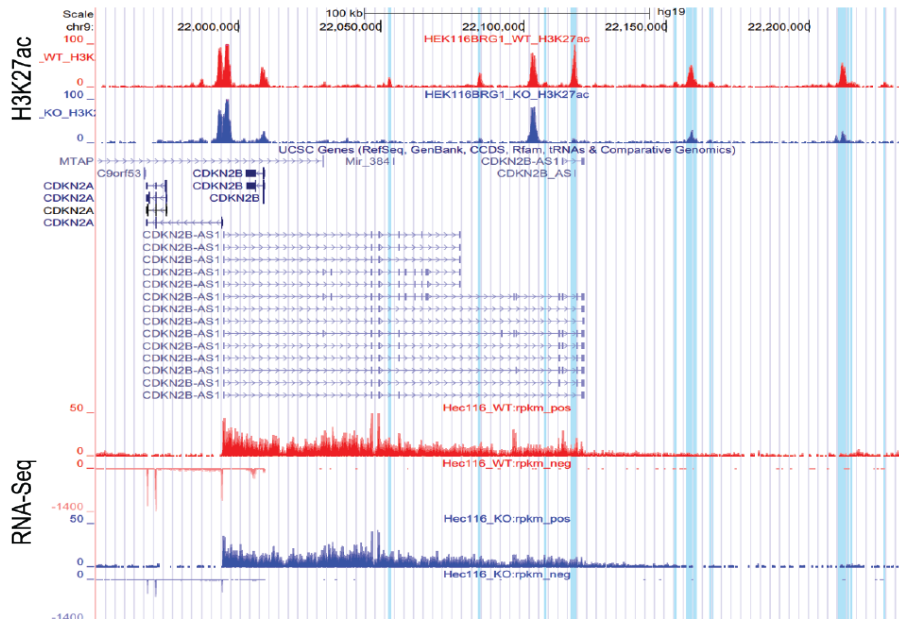 Scale 100 kb hg19
chr9: 22,000,000 22,050,000 22,100,000 22,150,000 22,200,000
H3K27ac
100 HEK116BRG1_WT_H3K27ac
_WT_H3K
0
100 HEK116BRG1_KO_H3K27ac
_KO_H3K:
0
UCSC Genes (RefSeq, GenBank, CCDS, Rfam, tRNAs & Comparative Genomics)
MTAP Mir_384 CDKN2B-AS1
C9orf53 CDKN2B CDKN2B_AS1
CDKN2A CDKN2B
CDKN2A CDKN2B
CDKN2A
CDKN2A
CDKN2B-AS1
CDKN2B-AS1
CDKN2B-AS1
CDKN2B-AS1
CDKN2B-AS1
CDKN2B-AS1
CDKN2B-AS1
CDKN2B-AS1
CDKN2B-AS1
CDKN2B-AS1
CDKN2B-AS1
CDKN2B-AS1
CDKN2B-AS1
CDKN2B-AS1
RNA-Seq
50 Hec116_WT:rpkm_pos
0
0 Hec116_WT:rpkm_neg
-1400
50 Hec116_KO:rpkm_pos
0
0 Hec116_KO:rpkm_neg
-1400